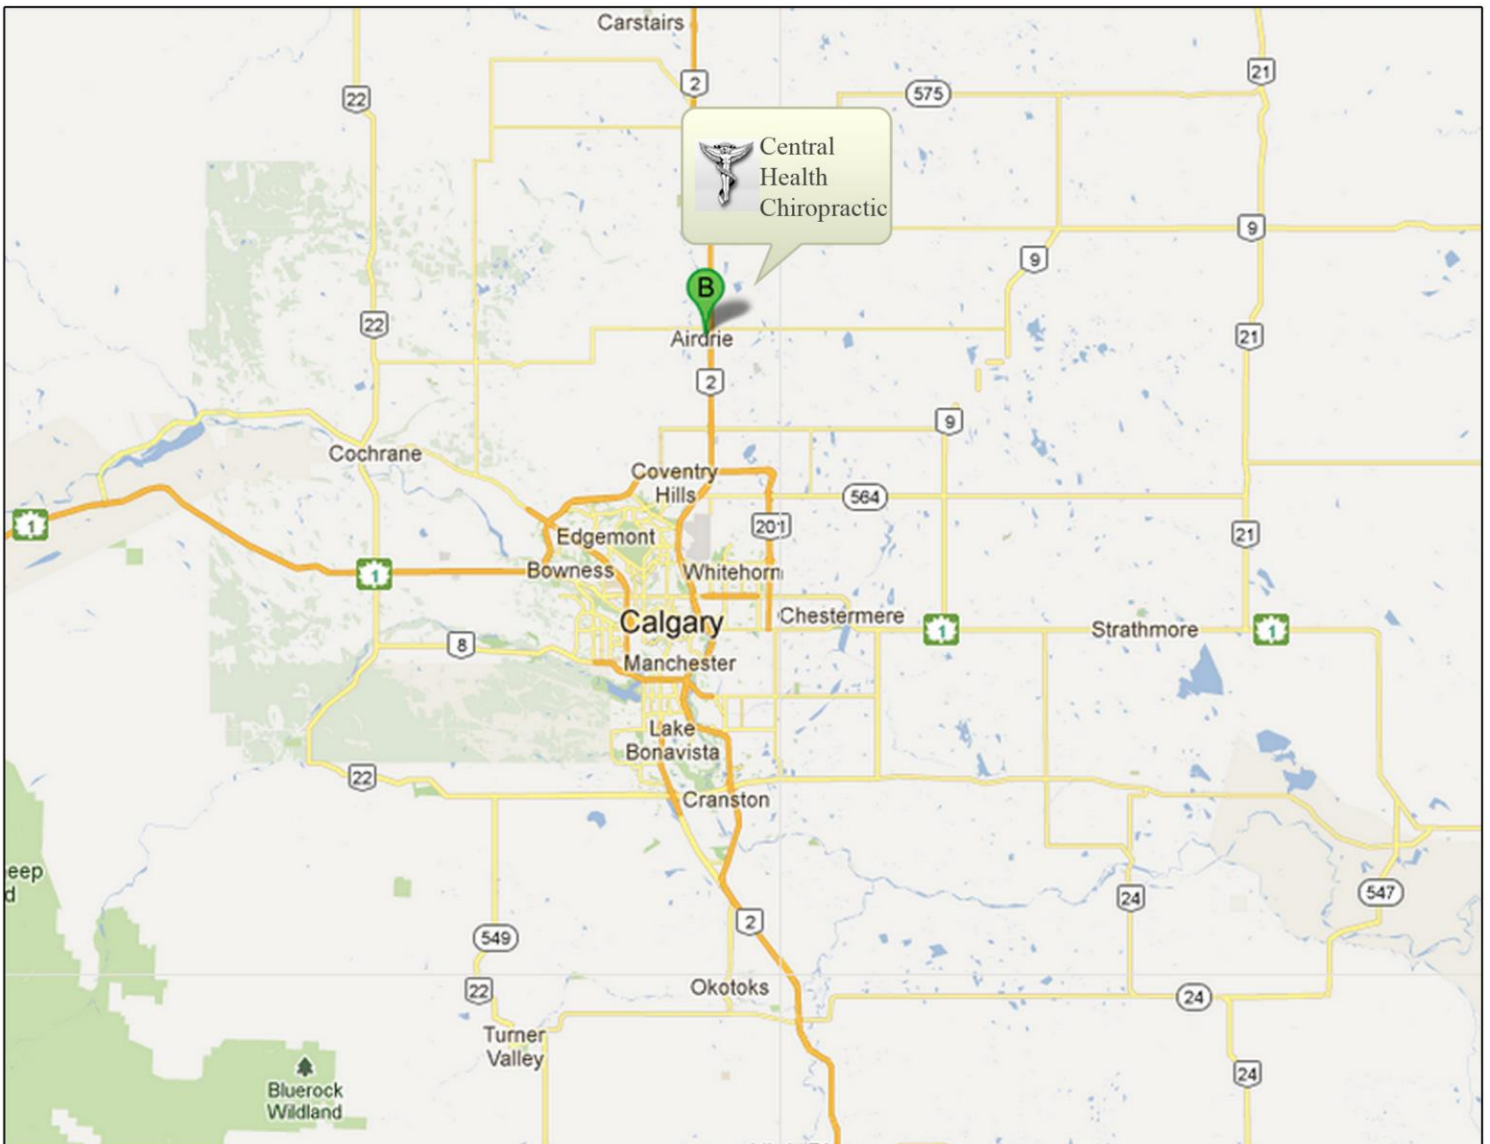 Carstairs
2
21
22
575
Central
Health
Chiropractic
9
9
B
22
Airdrie
21
2
9
Cochrane
Coventry
Hills
564
1
201
21
Edgemont
1
Bowness
Whitehorn
Calgary
Chestermere
1
Strathmore
1
8
Manchester
Lake
Bonavista
22
Cranston
eep
d
24
547
2
549
22
Okotoks
24
Turner
Valley
24
Bluerock
Wildland